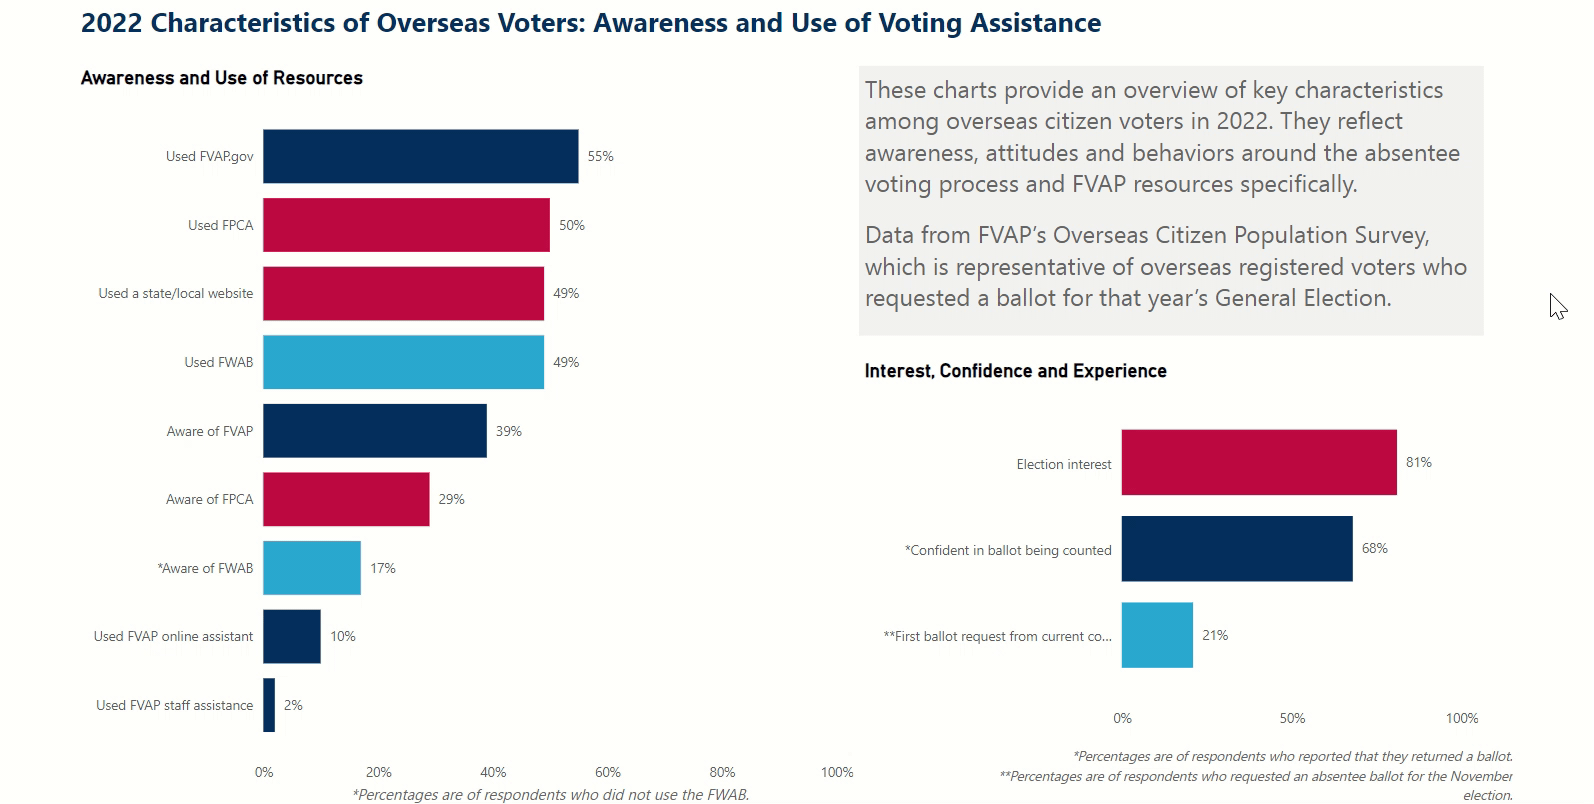 2022 Characteristics of Overseas Voters: Awareness and Use of Voting Assistance
Awareness and Use of Resources
Used FVAP.gov 55%
Used FPCA 50%
Used a state/local website 49%
Used FWAB 49%
Aware of FVAP 39%
Aware of FPCA 29%
*Aware of FWAB 17%
Used FVAP online assistant 10%
Used FVAP staff assistance 2%
0% 20% 40% 60% 80% 100%
*Percentages are of respondents who did not use the FWAB.
These charts provide an overview of key characteristics
among overseas citizen voters in 2022. They reflect
awareness, attitudes and behaviors around the absentee
voting process and FVAP resources specifically.
Data from FVAP’s Overseas Citizen Population Survey,
which is representative of overseas registered voters who
requested a ballot for that year’s General Election.
Interest, Confidence and Experience
Election interest 81%
*Confident in ballot being counted 68%
**First ballot request from current co... 21%
0% 50% 100%
*Percentages are of respondents who reported that they returned a ballot.
**Percentages are of respondents who requested an absentee ballot for the November
election.